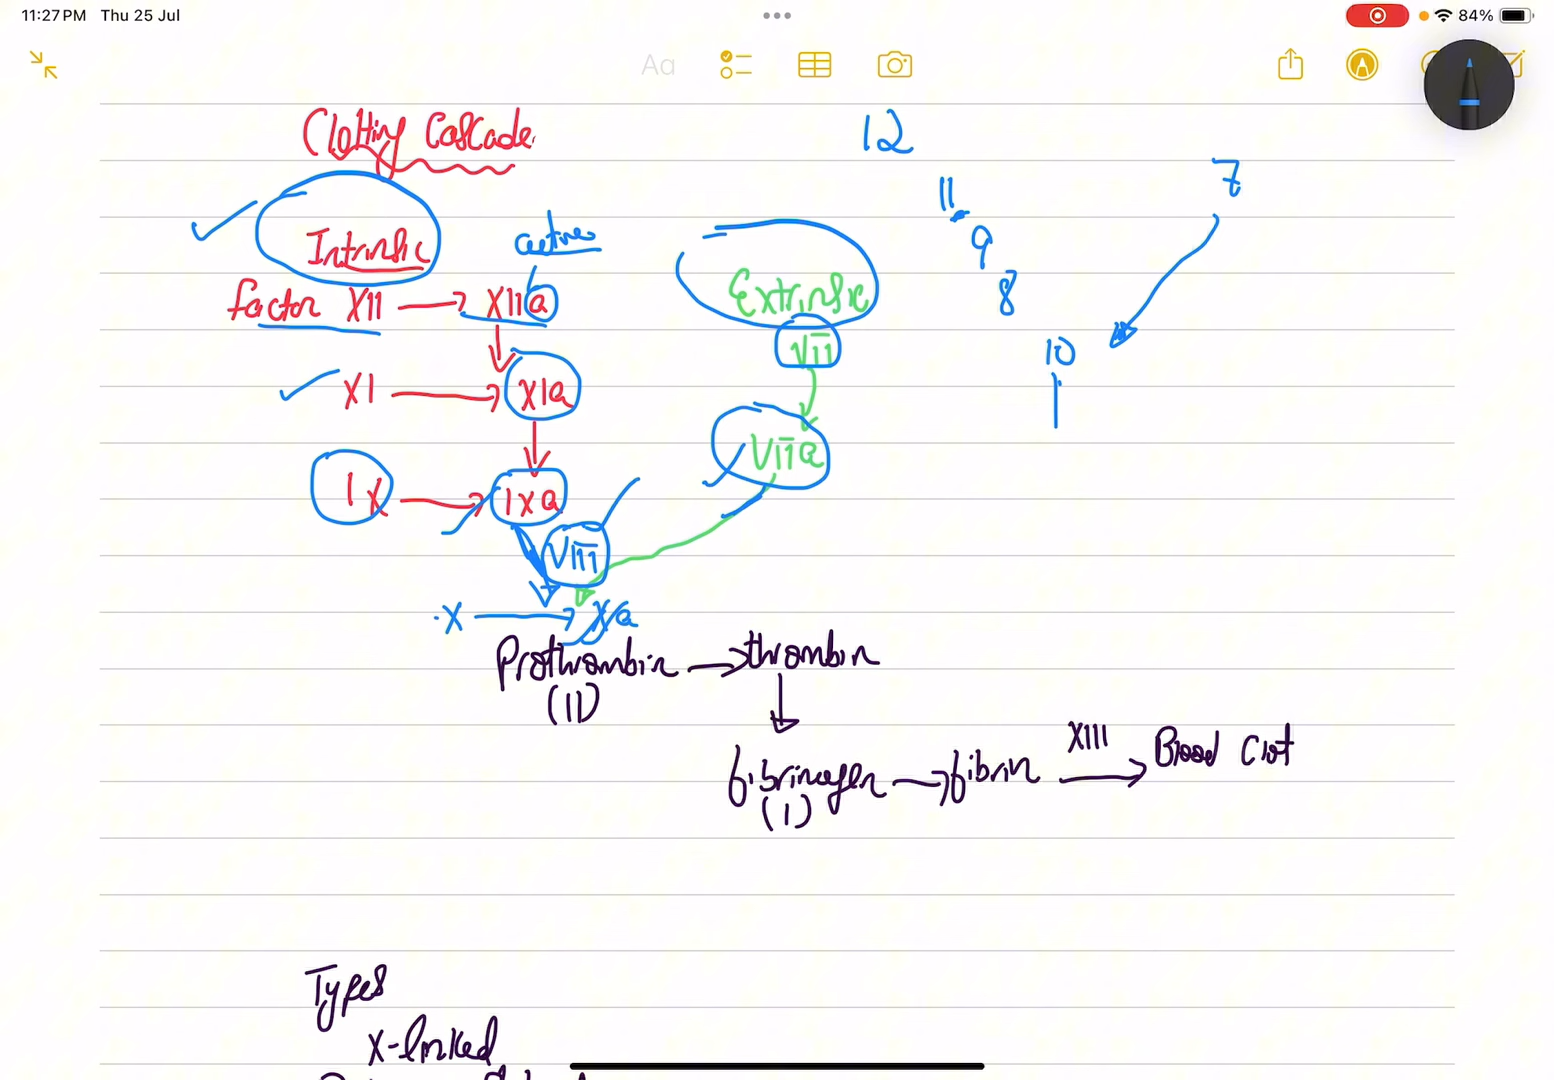 11:27 PM Thu 25 Jul
84%
Aa
Clotting Cascade
12
11
7
Intrinsic
active
9
Extrinsic
8
factor XII → XIIa
VII
10
XI → XIa
VIIa
IX → IXa
VIII
X → Xa
Prothrombin → thrombin
(II)
XIII
Blood Clot
fibrinogen → fibrin
(I)
Types
X-linked